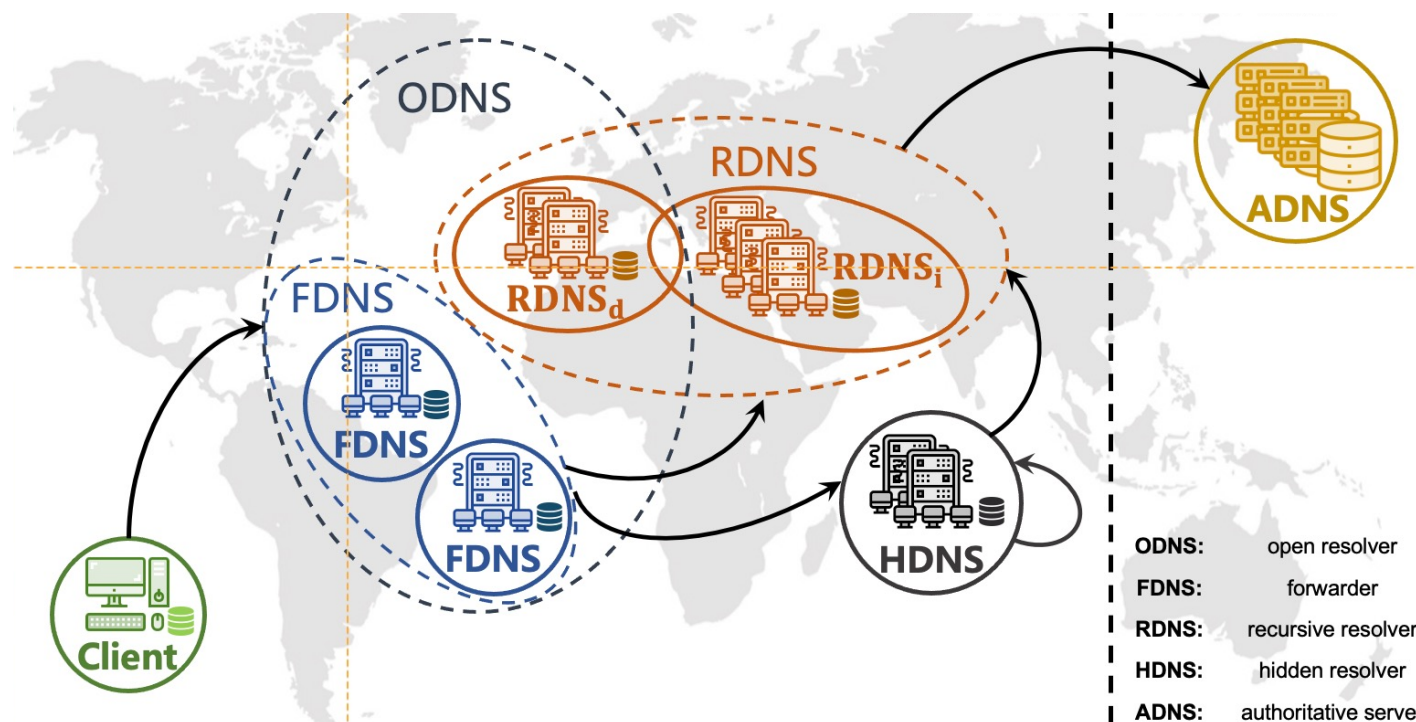 ODNS
RDNS
ADNS
RDNSd
RDNSi
FDNS
FDNS
FDNS
HDNS
Client
ODNS: open resolver
FDNS: forwarder
RDNS: recursive resolver
HDNS: hidden resolver
ADNS: authoritative serve